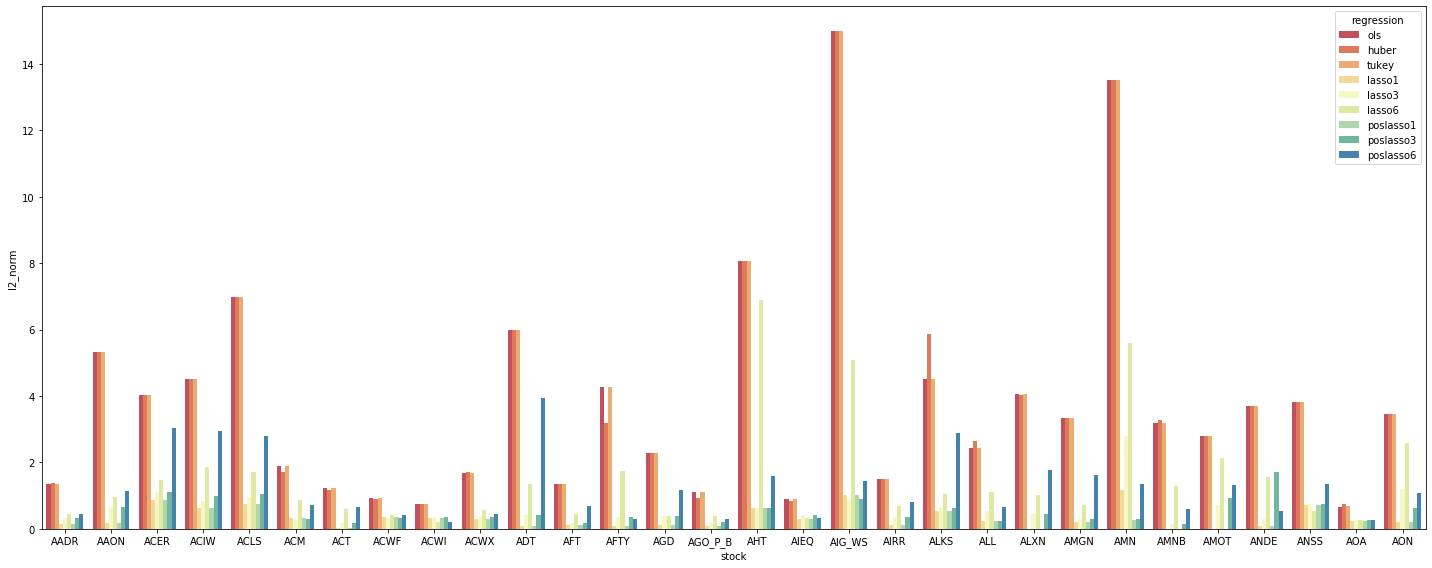 regression
ols
huber
tukey
lasso1
lasso3
lasso6
poslasso1
poslasso3
poslasso6
14
12
10
8
6
4
2
0
l2_norm
AADR AAON ACER ACIW ACLS ACM ACT ACWF ACWI ACWX ADT AFT AFTY AGD AGO_P_B AHT AIEQ AIG_WS AIRR ALKS ALL ALXN AMGN AMN AMNB AMOT ANDE ANSS AOA AON
stock